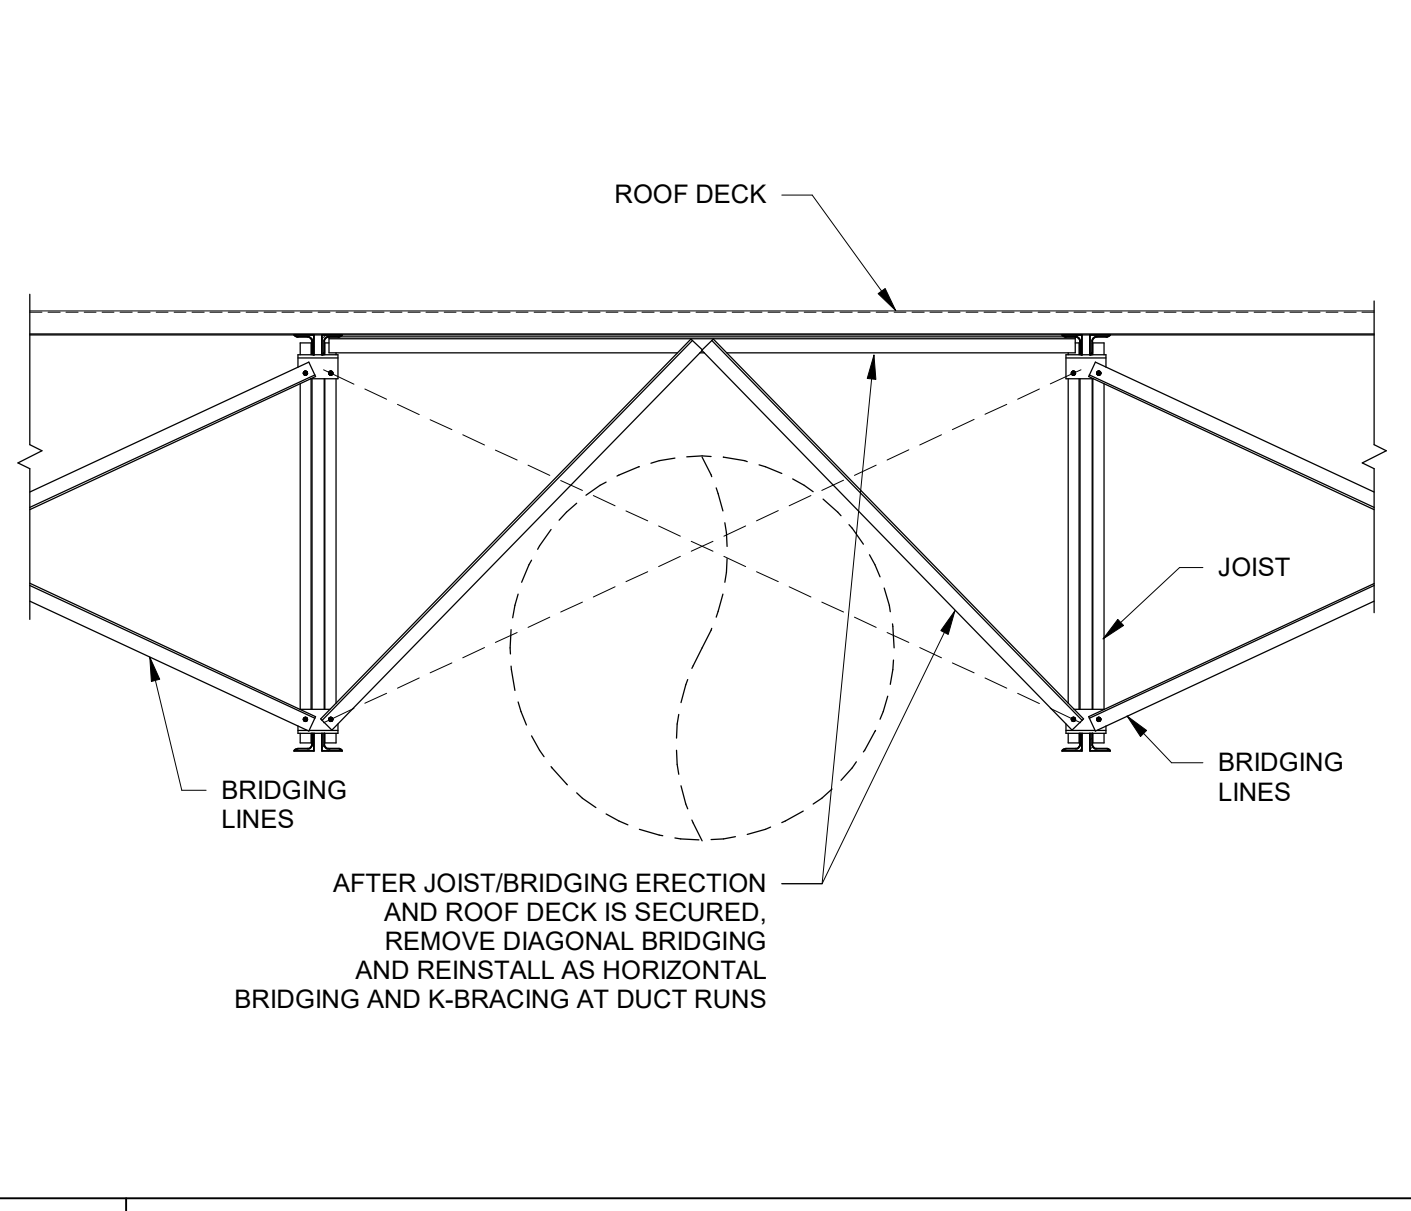 ROOF DECK
JOIST
BRIDGING
LINES
BRIDGING
LINES
AFTER JOIST/BRIDGING ERECTION
AND ROOF DECK IS SECURED,
REMOVE DIAGONAL BRIDGING
AND REINSTALL AS HORIZONTAL
BRIDGING AND K-BRACING AT DUCT RUNS